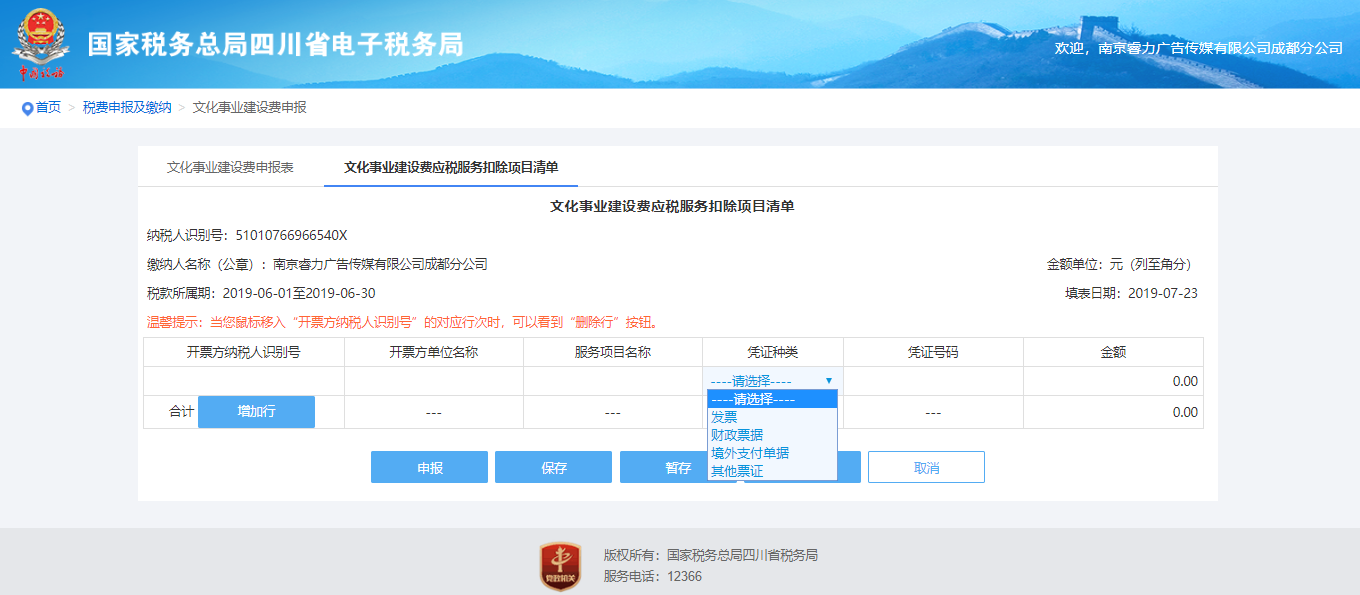 国家税务总局四川省电子税务局
中国税务
欢迎，南京睿力广告传媒有限公司成都分公司
首页 > 税费申报及缴纳 > 文化事业建设费申报
文化事业建设费申报表 文化事业建设费应税服务扣除项目清单
文化事业建设费应税服务扣除项目清单
纳税人识别号：51010766966540X
缴纳人名称（公章）：南京睿力广告传媒有限公司成都分公司 金额单位：元（列至角分）
税款所属期：2019-06-01至2019-06-30 填表日期：2019-07-23
温馨提示：当您鼠标移入“开票方纳税人识别号”的对应行次时，可以看到“删除行”按钮。
开票方纳税人识别号 开票方单位名称 服务项目名称 凭证种类 凭证号码 金额
----请选择---- ▼ 0.00
合计 增加行 --- --- --- 0.00
----请选择----
发票
财政票据
境外支付单据
其他票证
申报 保存 暂存 取消
党政机关
版权所有：国家税务总局四川省税务局
服务电话：12366